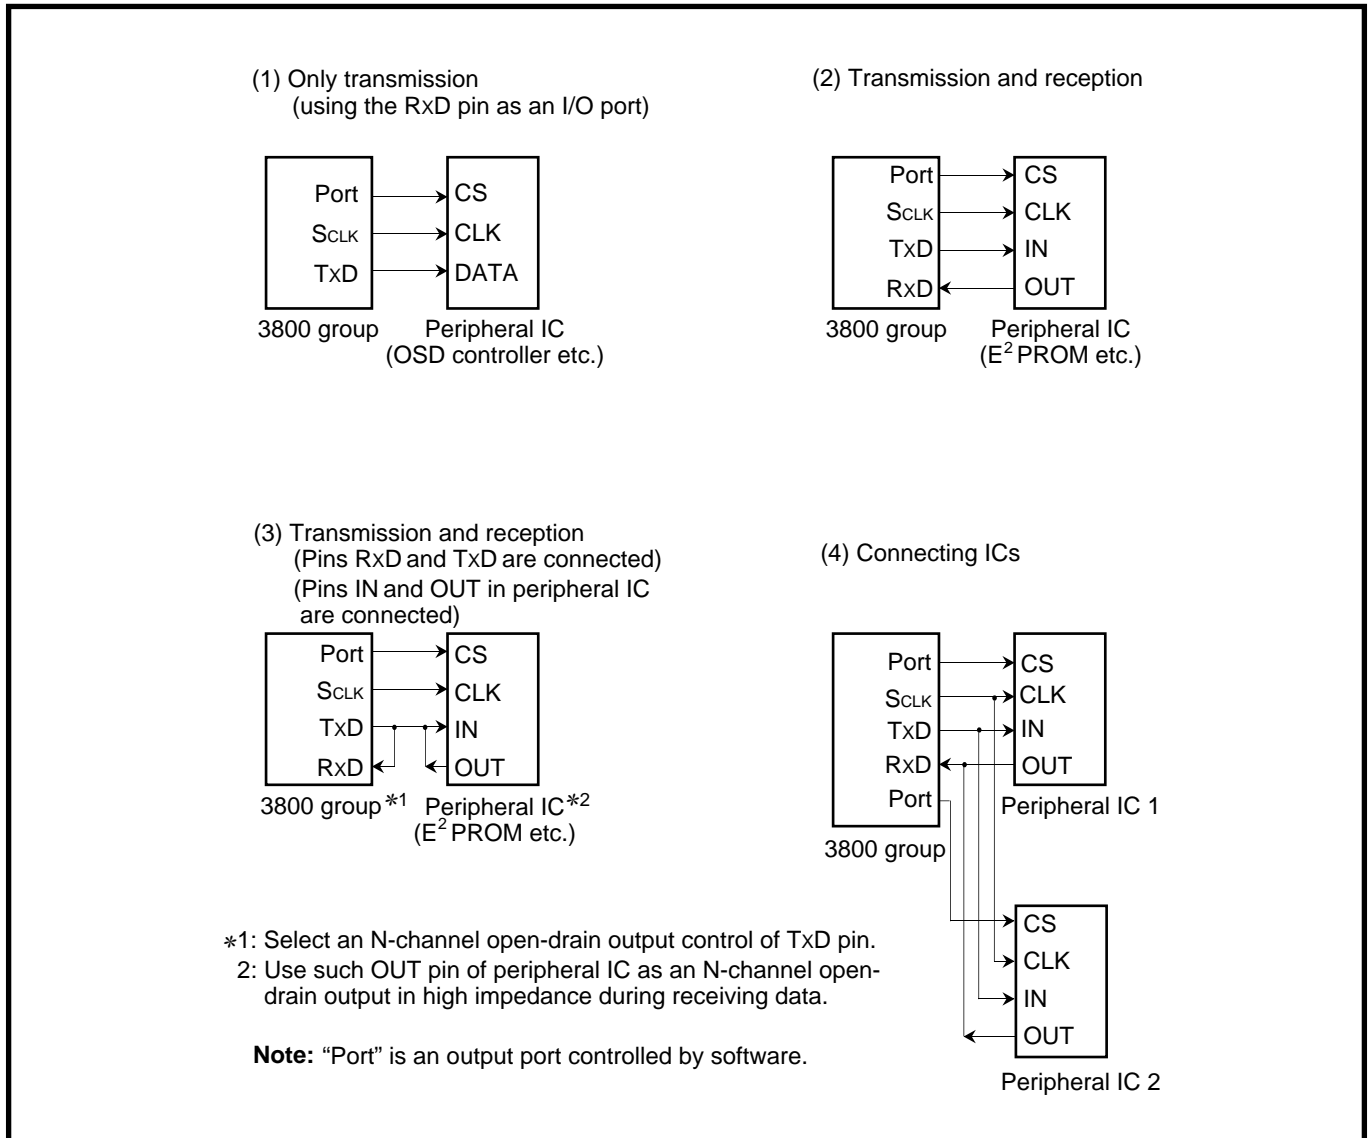 (1) Only transmission
(using the RxD pin as an I/O port)
Port
SCLK
TxD
CS
CLK
DATA
3800 group
Peripheral IC
(OSD controller etc.)
(2) Transmission and reception
Port
SCLK
TxD
RxD
CS
CLK
IN
OUT
3800 group
Peripheral IC
(E2 PROM etc.)
(3) Transmission and reception
(Pins RxD and TxD are connected)
(Pins IN and OUT in peripheral IC
are connected)
Port
SCLK
TxD
RxD
CS
CLK
IN
OUT
3800 group *1
Peripheral IC*2
(E2 PROM etc.)
(4) Connecting ICs
Port
SCLK
TxD
RxD
Port
CS
CLK
IN
OUT
3800 group
Peripheral IC 1
CS
CLK
IN
OUT
Peripheral IC 2
*1: Select an N-channel open-drain output control of TxD pin.
2: Use such OUT pin of peripheral IC as an N-channel open-
drain output in high impedance during receiving data.
Note: “Port” is an output port controlled by software.